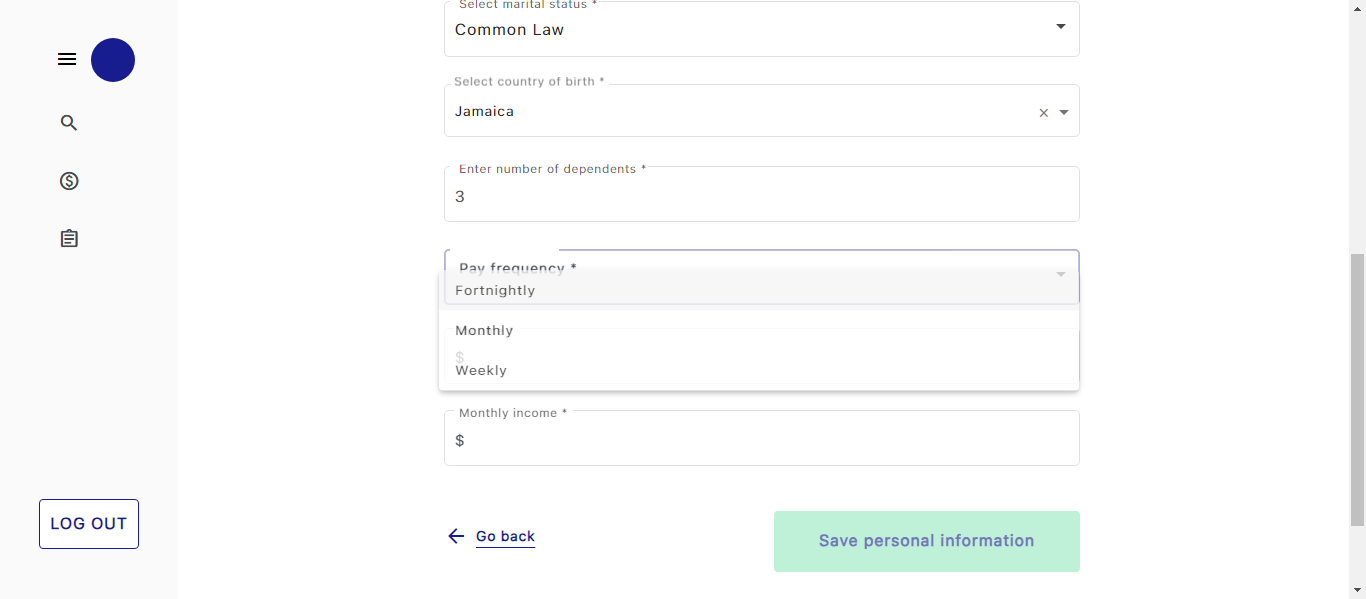 Select marital status *
Common Law
Select country of birth *
Jamaica
Enter number of dependents *
3
Pay frequency *
Fortnightly
Monthly
$
Weekly
Monthly income *
$
LOG OUT
Go back
Save personal information